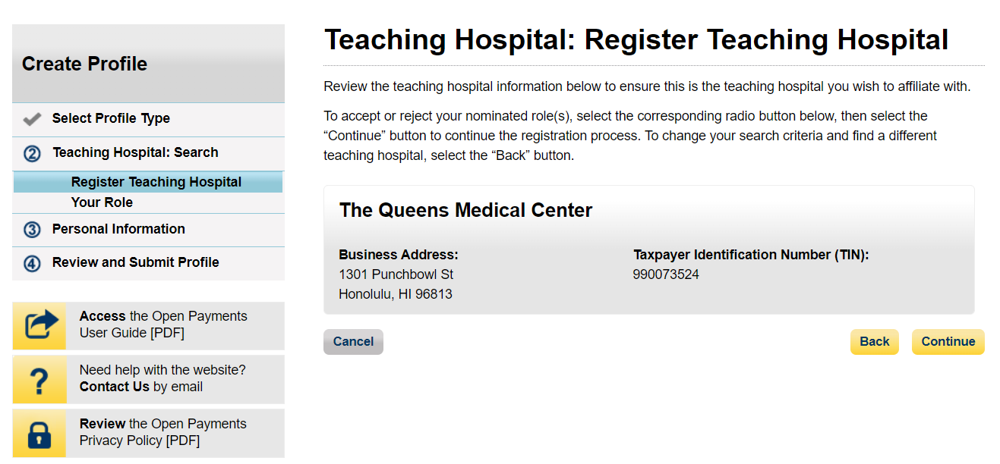 Create Profile
Select Profile Type
2 Teaching Hospital: Search
Register Teaching Hospital
Your Role
3 Personal Information
4 Review and Submit Profile
Access the Open Payments
User Guide [PDF]
? Need help with the website?
Contact Us by email
Review the Open Payments
Privacy Policy [PDF]
Teaching Hospital: Register Teaching Hospital
Review the teaching hospital information below to ensure this is the teaching hospital you wish to affiliate with.
To accept or reject your nominated role(s), select the corresponding radio button below, then select the
“Continue” button to continue the registration process. To change your search criteria and find a different
teaching hospital, select the “Back” button.
The Queens Medical Center
Business Address:
1301 Punchbowl St
Honolulu, HI 96813
Taxpayer Identification Number (TIN):
990073524
Cancel
Back
Continue